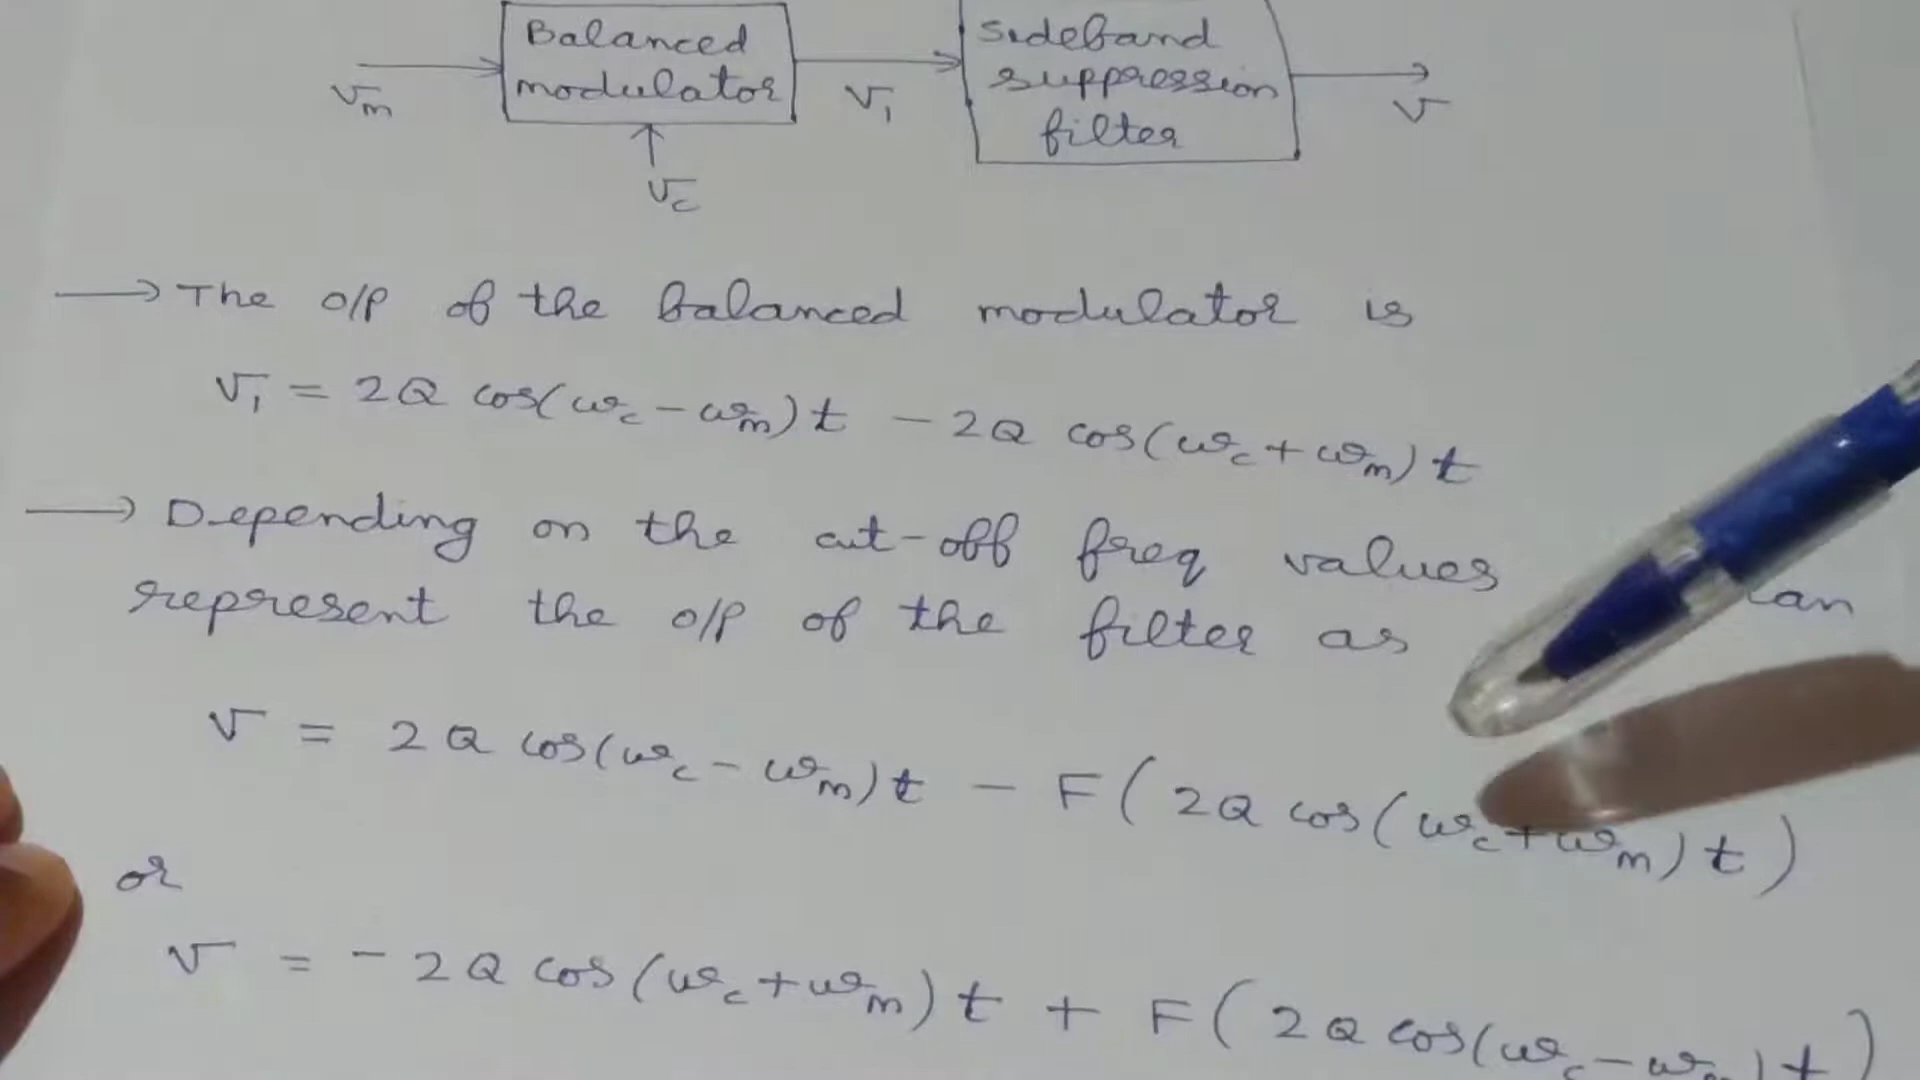 Balanced
modulator
Sideband
suppression
filter
Vm
V1
V
Vc
→ The o/p of the balanced modulator is
V1 = 2Q cos(ωc - ωm)t - 2Q cos(ωc + ωm)t
→ Depending on the cut-off freq values can
represent the o/p of the filter as
V = 2Q cos(ωc - ωm)t - F(2Q cos(ωc + ωm)t)
or
V = -2Q cos(ωc + ωm)t + F(2Q cos(ωc - ωm)t)